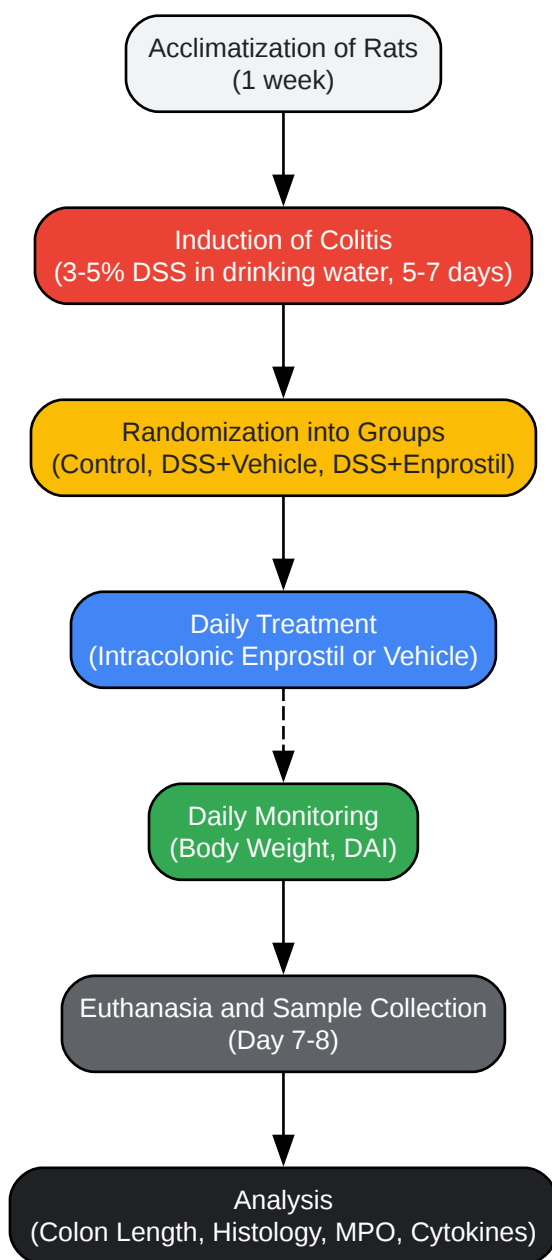 Acclimatization of Rats
(1 week)
Induction of Colitis
(3-5% DSS in drinking water, 5-7 days)
Randomization into Groups
(Control, DSS+Vehicle, DSS+Enprostil)
Daily Treatment
(Intracolonic Enprostil or Vehicle)
Daily Monitoring
(Body Weight, DAI)
Euthanasia and Sample Collection
(Day 7-8)
Analysis
(Colon Length, Histology, MPO, Cytokines)